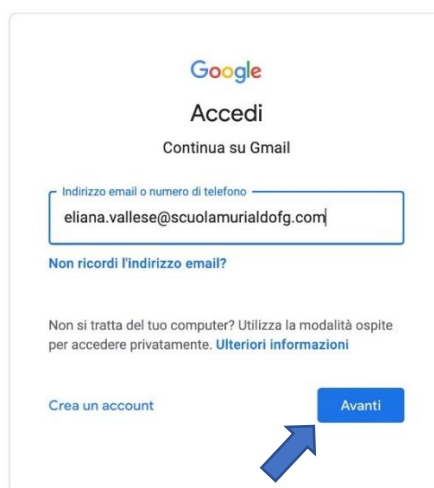 Google
Accedi
Continua su Gmail
Indirizzo email o numero di telefono
eliana.vallese@scuolamurialdofg.com
Non ricordi l'indirizzo email?
Non si tratta del tuo computer? Utilizza la modalità ospite
per accedere privatamente. Ulteriori informazioni
Crea un account
Avanti